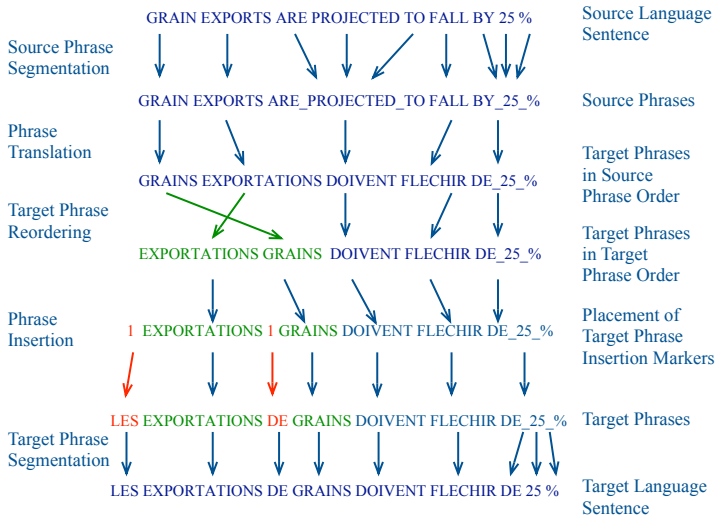 GRAIN EXPORTS ARE PROJECTED TO FALL BY 25 %
Source Language
Sentence
Source Phrase
Segmentation
GRAIN EXPORTS ARE_PROJECTED_TO FALL BY_25_%
Source Phrases
Phrase
Translation
GRAINS EXPORTATIONS DOIVENT FLECHIR DE_25_%
Target Phrases
in Source
Phrase Order
Target Phrase
Reordering
EXPORTATIONS GRAINS DOIVENT FLECHIR DE_25_%
Target Phrases
in Target
Phrase Order
Phrase
Insertion
1 EXPORTATIONS 1 GRAINS DOIVENT FLECHIR DE_25_%
Placement of
Target Phrase
Insertion Markers
LES EXPORTATIONS DE GRAINS DOIVENT FLECHIR DE_25_%
Target Phrases
Target Phrase
Segmentation
LES EXPORTATIONS DE GRAINS DOIVENT FLECHIR DE 25 %
Target Language
Sentence